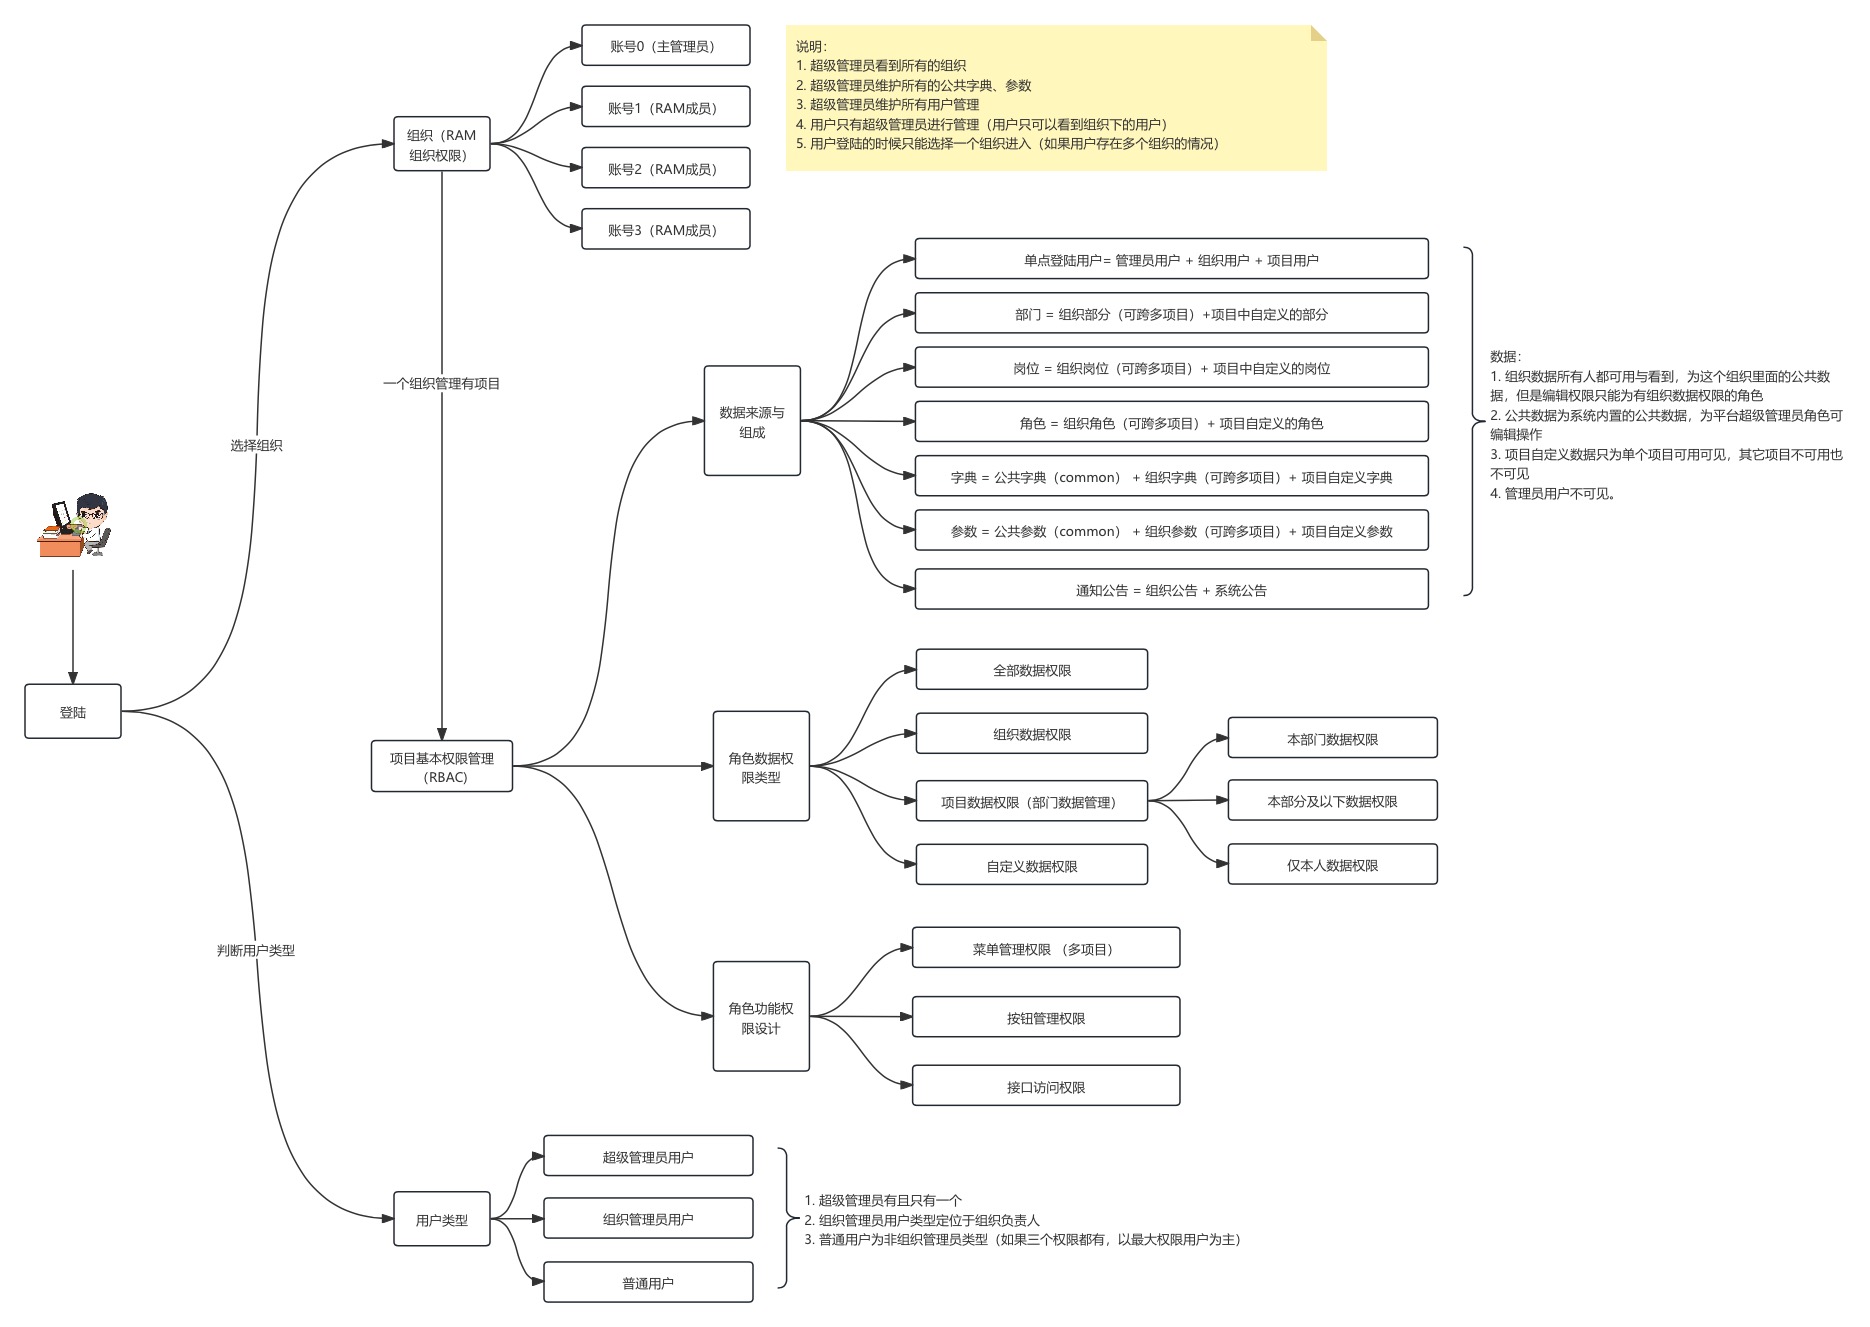 账号0（主管理员）
账号1（RAM成员）
账号2（RAM成员）
账号3（RAM成员）
组织（RAM
组织权限）
说明：
1. 超级管理员看到所有的组织
2. 超级管理员维护所有的公共字典、参数
3. 超级管理员维护所有用户管理
4. 用户只有超级管理员进行管理（用户只可以看到组织下的用户）
5. 用户登陆的时候只能选择一个组织进入（如果用户存在多个组织的情况）
一个组织管理有项目
选择组织
登陆
判断用户类型
项目基本权限管理
（RBAC）
数据来源与
组成
单点登陆用户= 管理员用户 + 组织用户 + 项目用户
部门 = 组织部分（可跨多项目）+项目中自定义的部分
岗位 = 组织岗位（可跨多项目）+ 项目中自定义的岗位
角色 = 组织角色（可跨多项目）+ 项目自定义的角色
字典 = 公共字典（common） + 组织字典（可跨多项目）+ 项目自定义字典
参数 = 公共参数（common） + 组织参数（可跨多项目）+ 项目自定义参数
通知公告 = 组织公告 + 系统公告
数据：
1. 组织数据所有人都可用与看到，为这个组织里面的公共数
据，但是编辑权限只能为有组织数据权限的角色
2. 公共数据为系统内置的公共数据，为平台超级管理员角色可
编辑操作
3. 项目自定义数据只为单个项目可用可见，其它项目不可用也
不可见
4. 管理员用户不可见。
角色数据权
限类型
全部数据权限
组织数据权限
项目数据权限（部门数据管理）
自定义数据权限
本部门数据权限
本部分及以下数据权限
仅本人数据权限
角色功能权
限设计
菜单管理权限 （多项目）
按钮管理权限
接口访问权限
用户类型
超级管理员用户
组织管理员用户
普通用户
1. 超级管理员有且只有一个
2. 组织管理员用户类型定位于组织负责人
3. 普通用户为非组织管理员类型（如果三个权限都有，以最大权限用户为主）